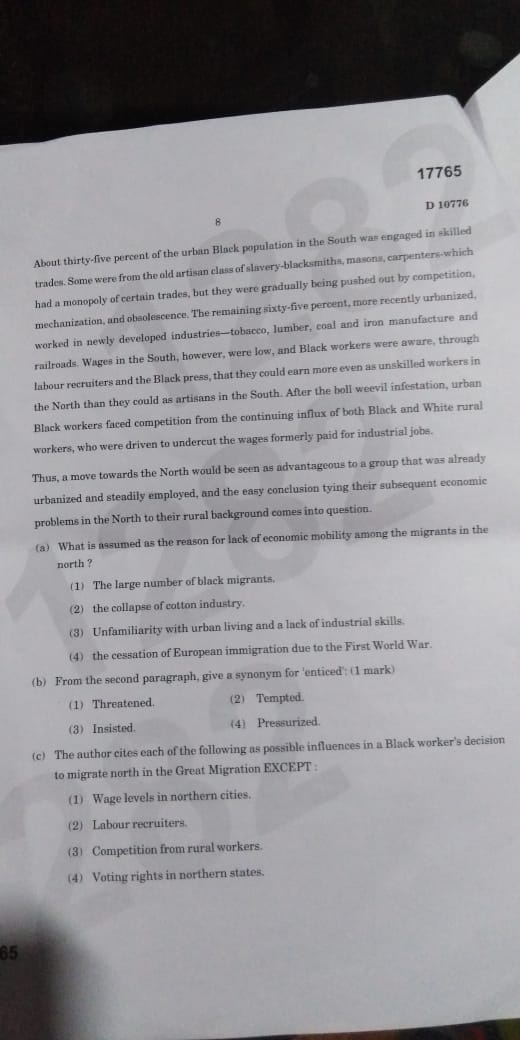 17765
D 10776
8
About thirty-five percent of the urban Black population in the South was engaged in skilled
trades. Some were from the old artisan class of slavery-blacksmiths, masons, carpenters-which
had a monopoly of certain trades, but they were gradually being pushed out by competition,
mechanization, and obsolescence. The remaining sixty-five percent, more recently urbanized,
worked in newly developed industries—tobacco, lumber, coal and iron manufacture and
railroads. Wages in the South, however, were low, and Black workers were aware, through
labour recruiters and the Black press, that they could earn more even as unskilled workers in
the North than they could as artisans in the South. After the boll weevil infestation, urban
Black workers faced competition from the continuing influx of both Black and White rural
workers, who were driven to undercut the wages formerly paid for industrial jobs.
Thus, a move towards the North would be seen as advantageous to a group that was already
urbanized and steadily employed, and the easy conclusion tying their subsequent economic
problems in the North to their rural background comes into question.
(a) What is assumed as the reason for lack of economic mobility among the migrants in the
north ?
(1) The large number of black migrants.
(2) the collapse of cotton industry.
(3) Unfamiliarity with urban living and a lack of industrial skills.
(4) the cessation of European immigration due to the First World War.
(b) From the second paragraph, give a synonym for 'enticed': (1 mark)
(1) Threatened. (2) Tempted.
(3) Insisted. (4) Pressurized.
(c) The author cites each of the following as possible influences in a Black worker's decision
to migrate north in the Great Migration EXCEPT :
(1) Wage levels in northern cities.
(2) Labour recruiters.
(3) Competition from rural workers.
(4) Voting rights in northern states.
65